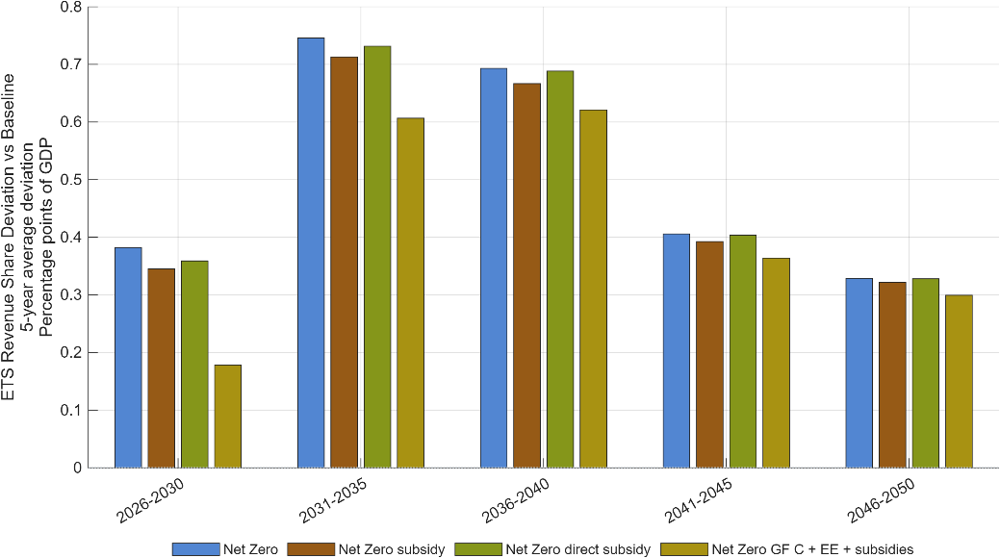 ETS Revenue Share Deviation vs Baseline
5-year average deviation
Percentage points of GDP
0.8
0.7
0.6
0.5
0.4
0.3
0.2
0.1
0
2026-2030
2031-2035
2036-2040
2041-2045
2046-2050
Net Zero
Net Zero subsidy
Net Zero direct subsidy
Net Zero GF C + EE + subsidies